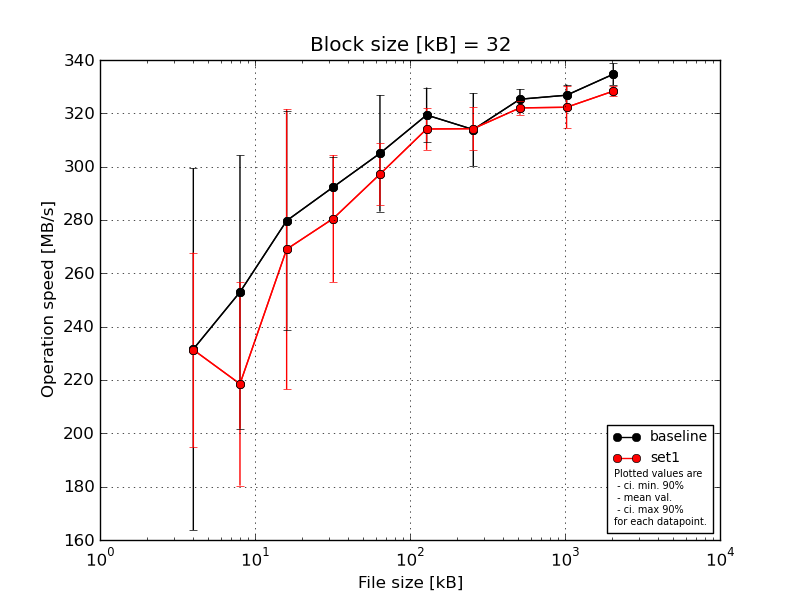 Block size [kB] = 32
Operation speed [MB/s]
340
320
300
280
260
240
220
200
180
160
10⁰
10¹
10²
10³
10⁴
File size [kB]
baseline
set1
Plotted values are
- ci. min. 90%
- mean val.
- ci. max 90%
for each datapoint.